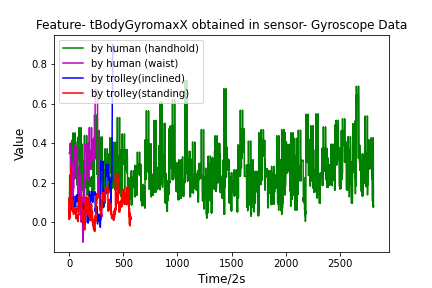 Feature- tBodyGyromaxX obtained in sensor- Gyroscope Data
by human (handhold)
by human (waist)
by trolley(inclined)
by trolley(standing)
Value
0.8
0.6
0.4
0.2
0.0
0 500 1000 1500 2000 2500
Time/2s